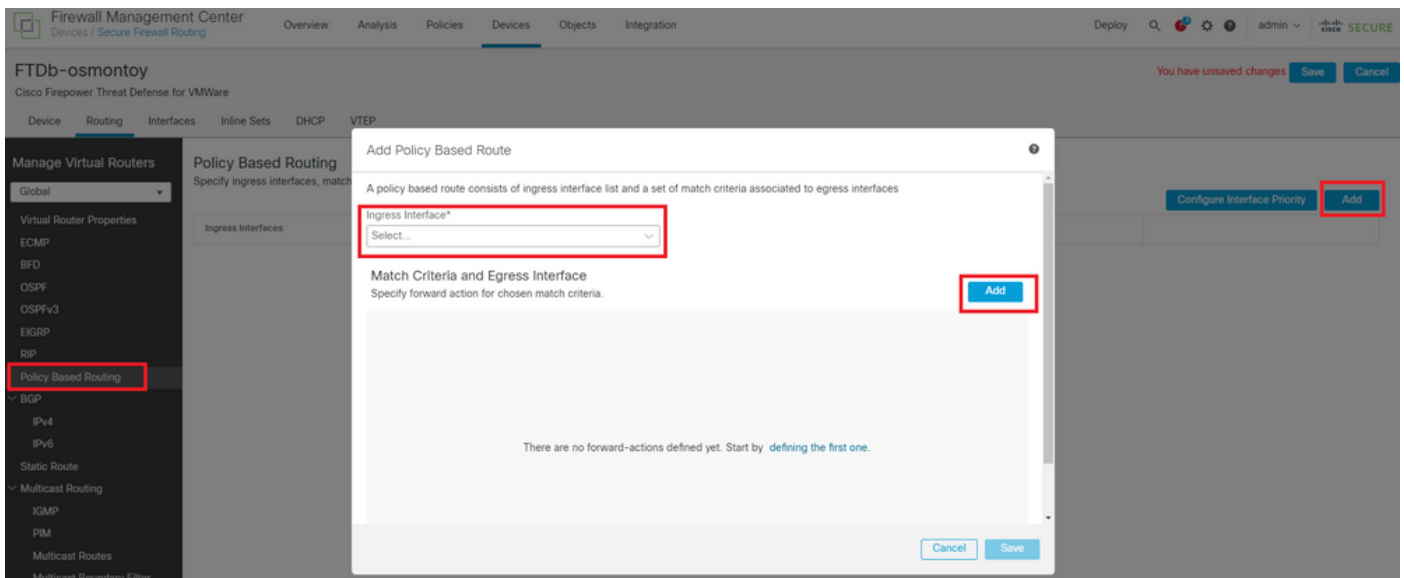 Firewall Management Center
Devices / Secure Firewall Routing
Overview Analysis Policies Devices Objects Integration
Deploy admin cisco SECURE
FTDb-osmontoy
You have unsaved changes Save Cancel
Cisco Firepower Threat Defense for VMWare
Device Routing Interfaces Inline Sets DHCP VTEP
Manage Virtual Routers
Global
Virtual Router Properties
ECMP
BFD
OSPF
OSPFv3
EIGRP
RIP
Policy Based Routing
BGP
IPv4
IPv6
Static Route
Multicast Routing
IGMP
PIM
Multicast Routes
Multicast Boundary Filter
Policy Based Routing
Specify ingress interfaces, match
Configure Interface Priority Add
Ingress Interfaces
Add Policy Based Route
A policy based route consists of ingress interface list and a set of match criteria associated to egress interfaces
Ingress Interface*
Select...
Match Criteria and Egress Interface
Specify forward action for chosen match criteria.
Add
There are no forward-actions defined yet. Start by defining the first one.
Cancel Save